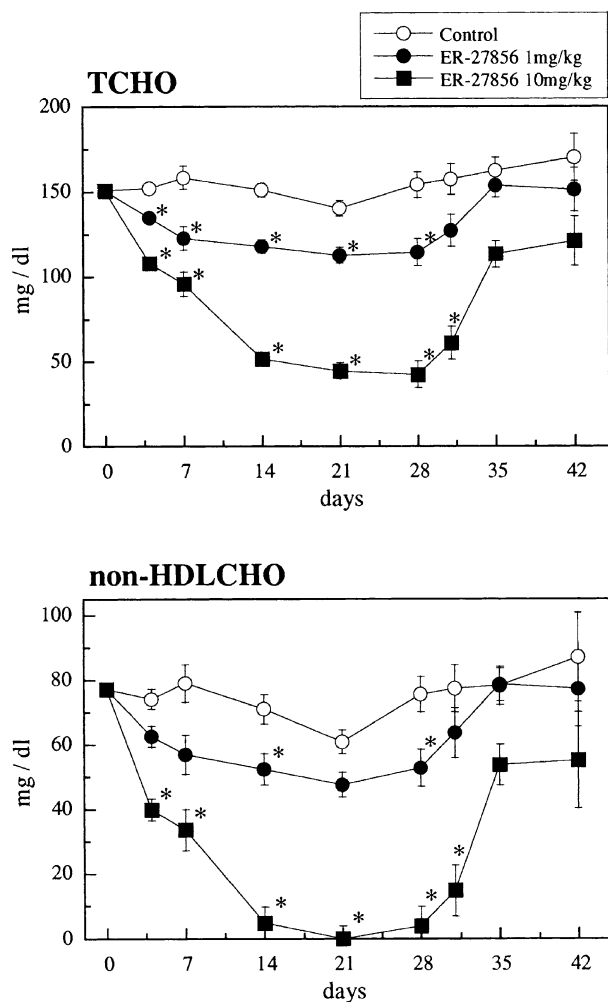 Control
ER-27856 1mg/kg
ER-27856 10mg/kg
TCHO
200
150
100
50
0
mg / dl
* * * * *
* * * * * * *
0 7 14 21 28 35 42
days
non-HDLCHO
100
80
60
40
20
0
mg / dl
* *
* * * * * *
0 7 14 21 28 35 42
days